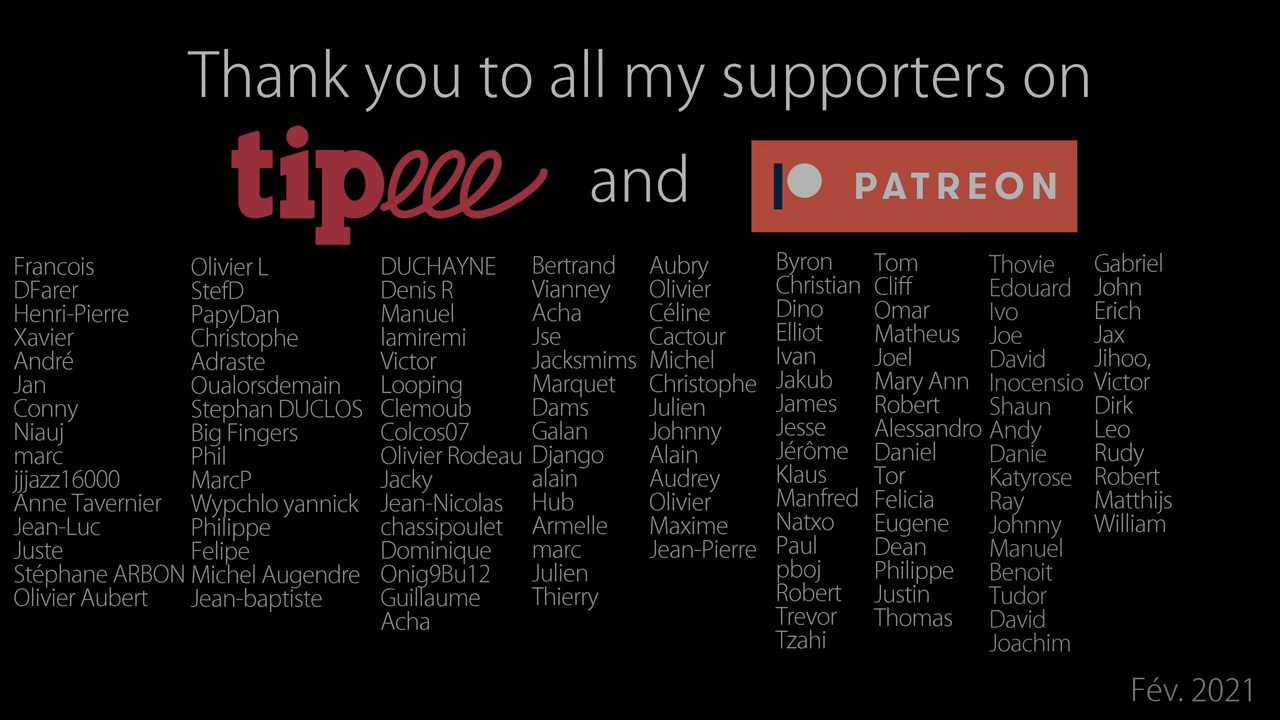 Thank you to all my supporters on
tipeee and PATREON
Francois
DFarer
Henri-Pierre
Xavier
André
Jan
Conny
Niauj
marc
jjjazz16000
Anne Tavernier
Jean-Luc
Juste
Stéphane ARBON
Olivier Aubert
Olivier L
StefD
PapyDan
Christophe
Adraste
Oualorsdemain
Stephan DUCLOS
Big Fingers
Phil
MarcP
Wypchlo yannick
Philippe
Felipe
Michel Augendre
Jean-baptiste
DUCHAYNE
Denis R
Manuel
lamiremi
Victor
Looping
Clemoub
Colcos07
Olivier Rodeau
Jacky
Jean-Nicolas
chassipoulet
Dominique
Onig9Bu12
Guillaume
Acha
Bertrand
Vianney
Acha
Jse
Jacksmims
Marquet
Dams
Galan
Django
alain
Hub
Armelle
marc
Julien
Thierry
Aubry
Olivier
Céline
Cactour
Michel
Christophe
Julien
Johnny
Alain
Audrey
Olivier
Maxime
Jean-Pierre
Byron
Christian
Dino
Elliot
Ivan
Jakub
James
Jesse
Jérôme
Klaus
Manfred
Natxo
Paul
pboj
Robert
Trevor
Tzahi
Tom
Cliff
Omar
Matheus
Joel
Mary Ann
Robert
Alessandro
Daniel
Tor
Felicia
Eugene
Dean
Philippe
Justin
Thomas
Thovie
Edouard
Ivo
Joe
David
Inocensio
Shaun
Andy
Danie
Katyrose
Ray
Johnny
Manuel
Benoit
Tudor
David
Joachim
Gabriel
John
Erich
Jax
Jihoo,
Victor
Dirk
Leo
Rudy
Robert
Matthijs
William
Fév. 2021